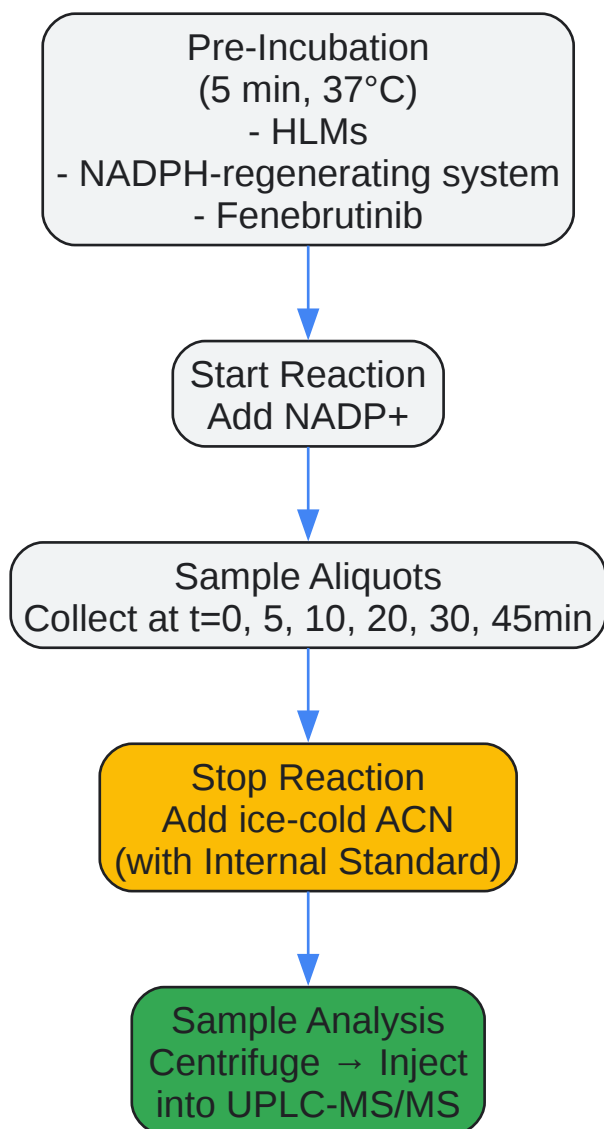 Pre-Incubation
(5 min, 37°C)
- HLMs
- NADPH-regenerating system
- Fenebrutinib
Start Reaction
Add NADP+
Sample Aliquots
Collect at t=0, 5, 10, 20, 30, 45min
Stop Reaction
Add ice-cold ACN
(with Internal Standard)
Sample Analysis
Centrifuge → Inject
into UPLC-MS/MS